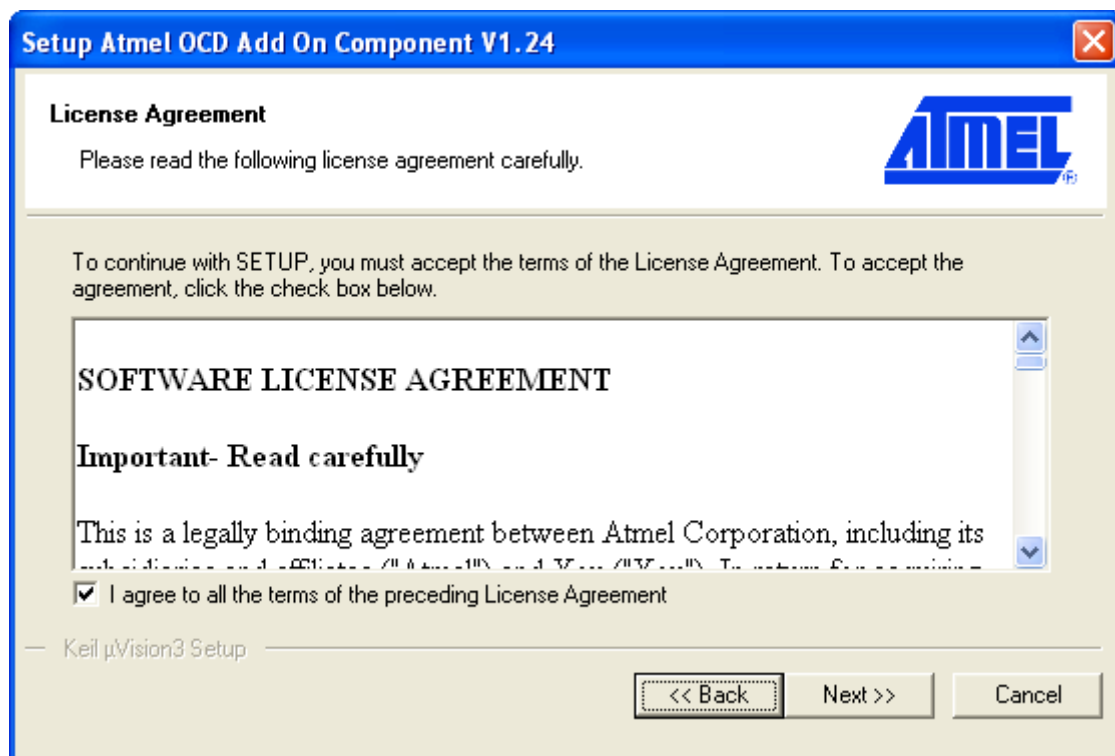 Setup Atmel OCD Add On Component V1.24
License Agreement
Please read the following license agreement carefully.
ATMEL
®
To continue with SETUP, you must accept the terms of the License Agreement. To accept the
agreement, click the check box below.
SOFTWARE LICENSE AGREEMENT
Important- Read carefully
This is a legally binding agreement between Atmel Corporation, including its
I agree to all the terms of the preceding License Agreement
Keil µVision3 Setup
<< Back
Next >>
Cancel